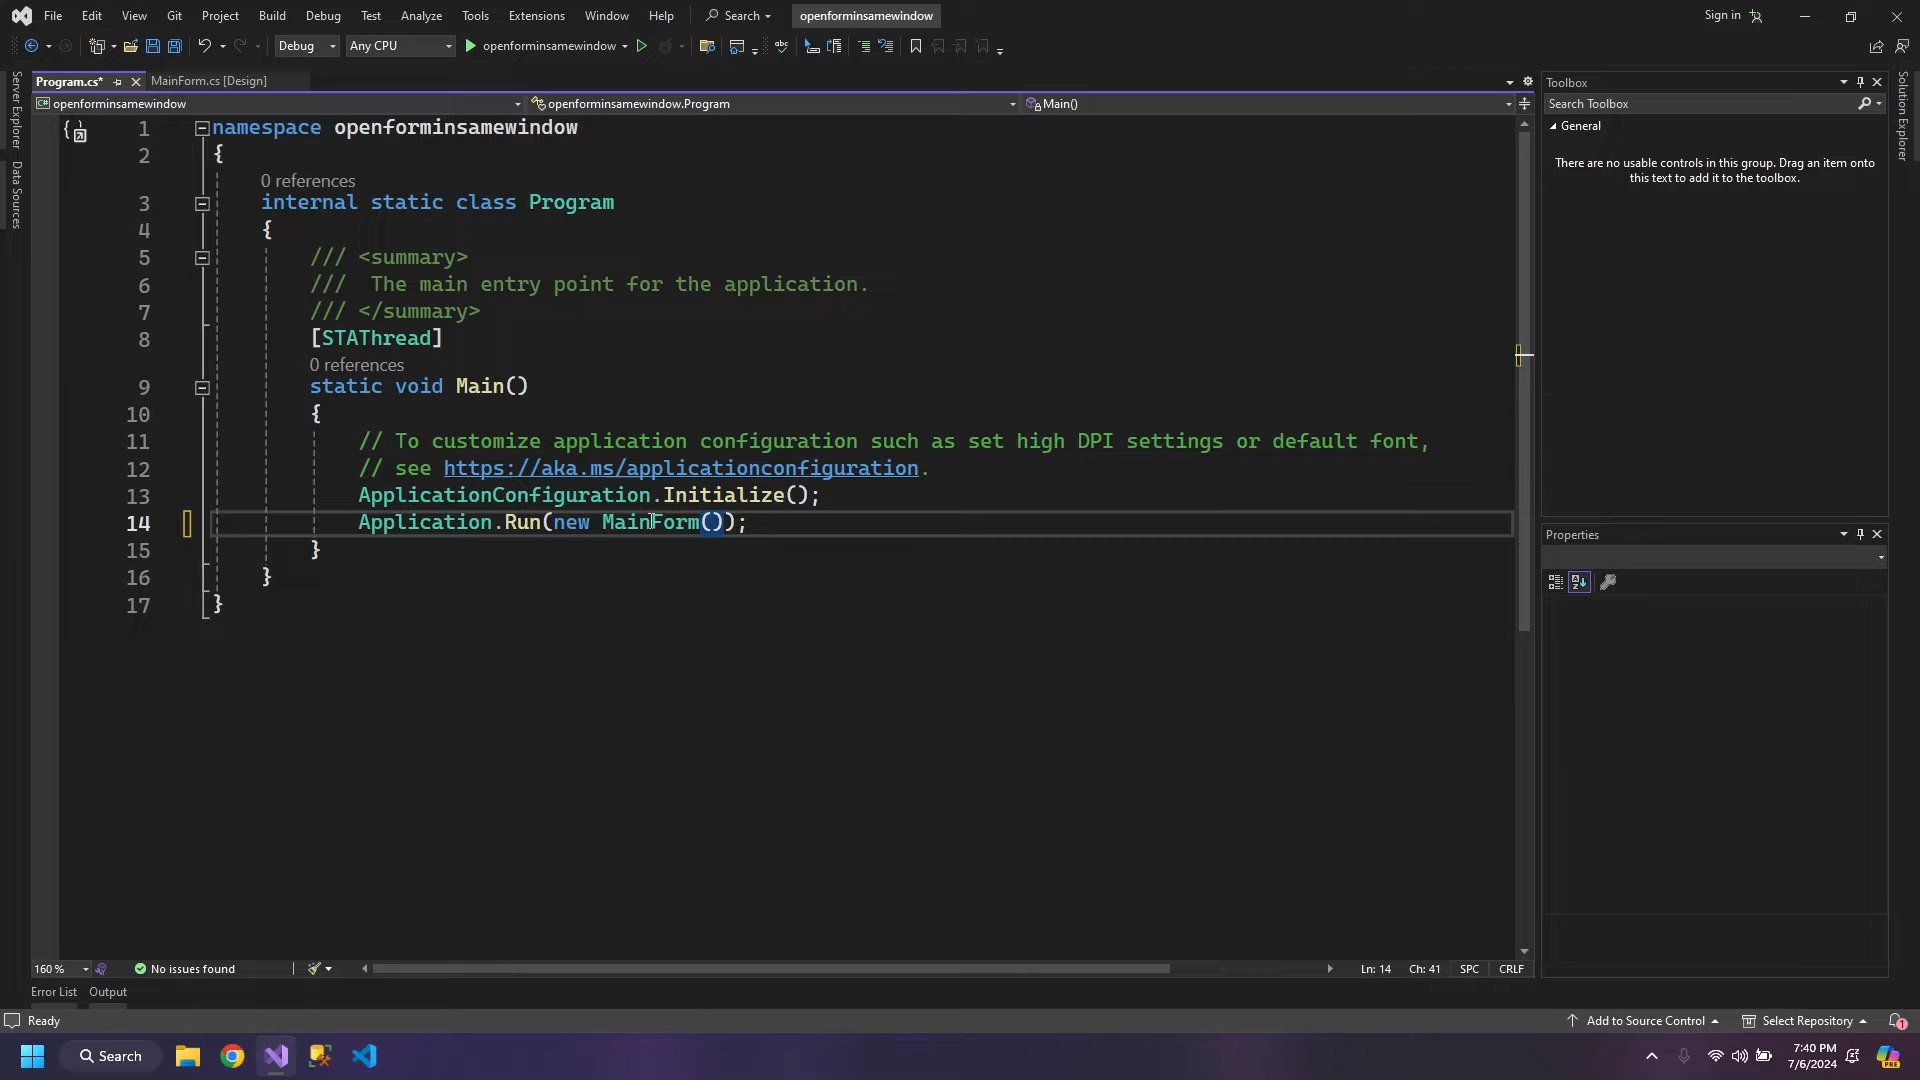 File Edit View Git Project Build Debug Test Analyze Tools Extensions Window Help Search openforminsamewindow Sign in
Debug Any CPU openforminsamewindow
Program.cs* MainForm.cs [Design]
openforminsamewindow openforminsamewindow.Program Main()
Server Explorer
Data Sources
1 namespace openforminsamewindow
2 {
0 references
3 internal static class Program
4 {
5 /// <summary>
6 /// The main entry point for the application.
7 /// </summary>
8 [STAThread]
0 references
9 static void Main()
10 {
11 // To customize application configuration such as set high DPI settings or default font,
12 // see https://aka.ms/applicationconfiguration.
13 ApplicationConfiguration.Initialize();
14 Application.Run(new MainForm());
15 }
16 }
17 }
Toolbox
Search Toolbox
General
There are no usable controls in this group. Drag an item onto
this text to add it to the toolbox.
Solution Explorer
Properties
160 % No issues found Ln: 14 Ch: 41 SPC CRLF
Error List Output
Ready Add to Source Control Select Repository 1
Search
7:40 PM
7/6/2024
PRE